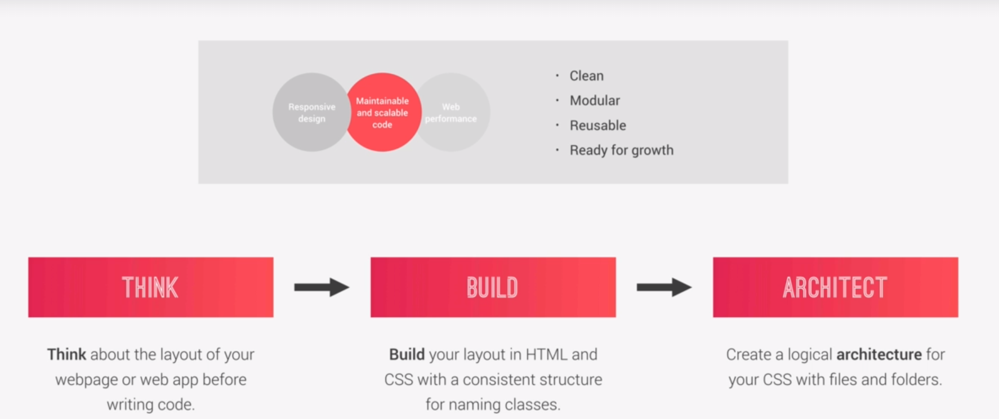 Responsive
design
Maintainable
and scalable
code
Web
performance
· Clean
· Modular
· Reusable
· Ready for growth
THINK
BUILD
ARCHITECT
Think about the layout of your
webpage or web app before
writing code.
Build your layout in HTML and
CSS with a consistent structure
for naming classes.
Create a logical architecture for
your CSS with files and folders.